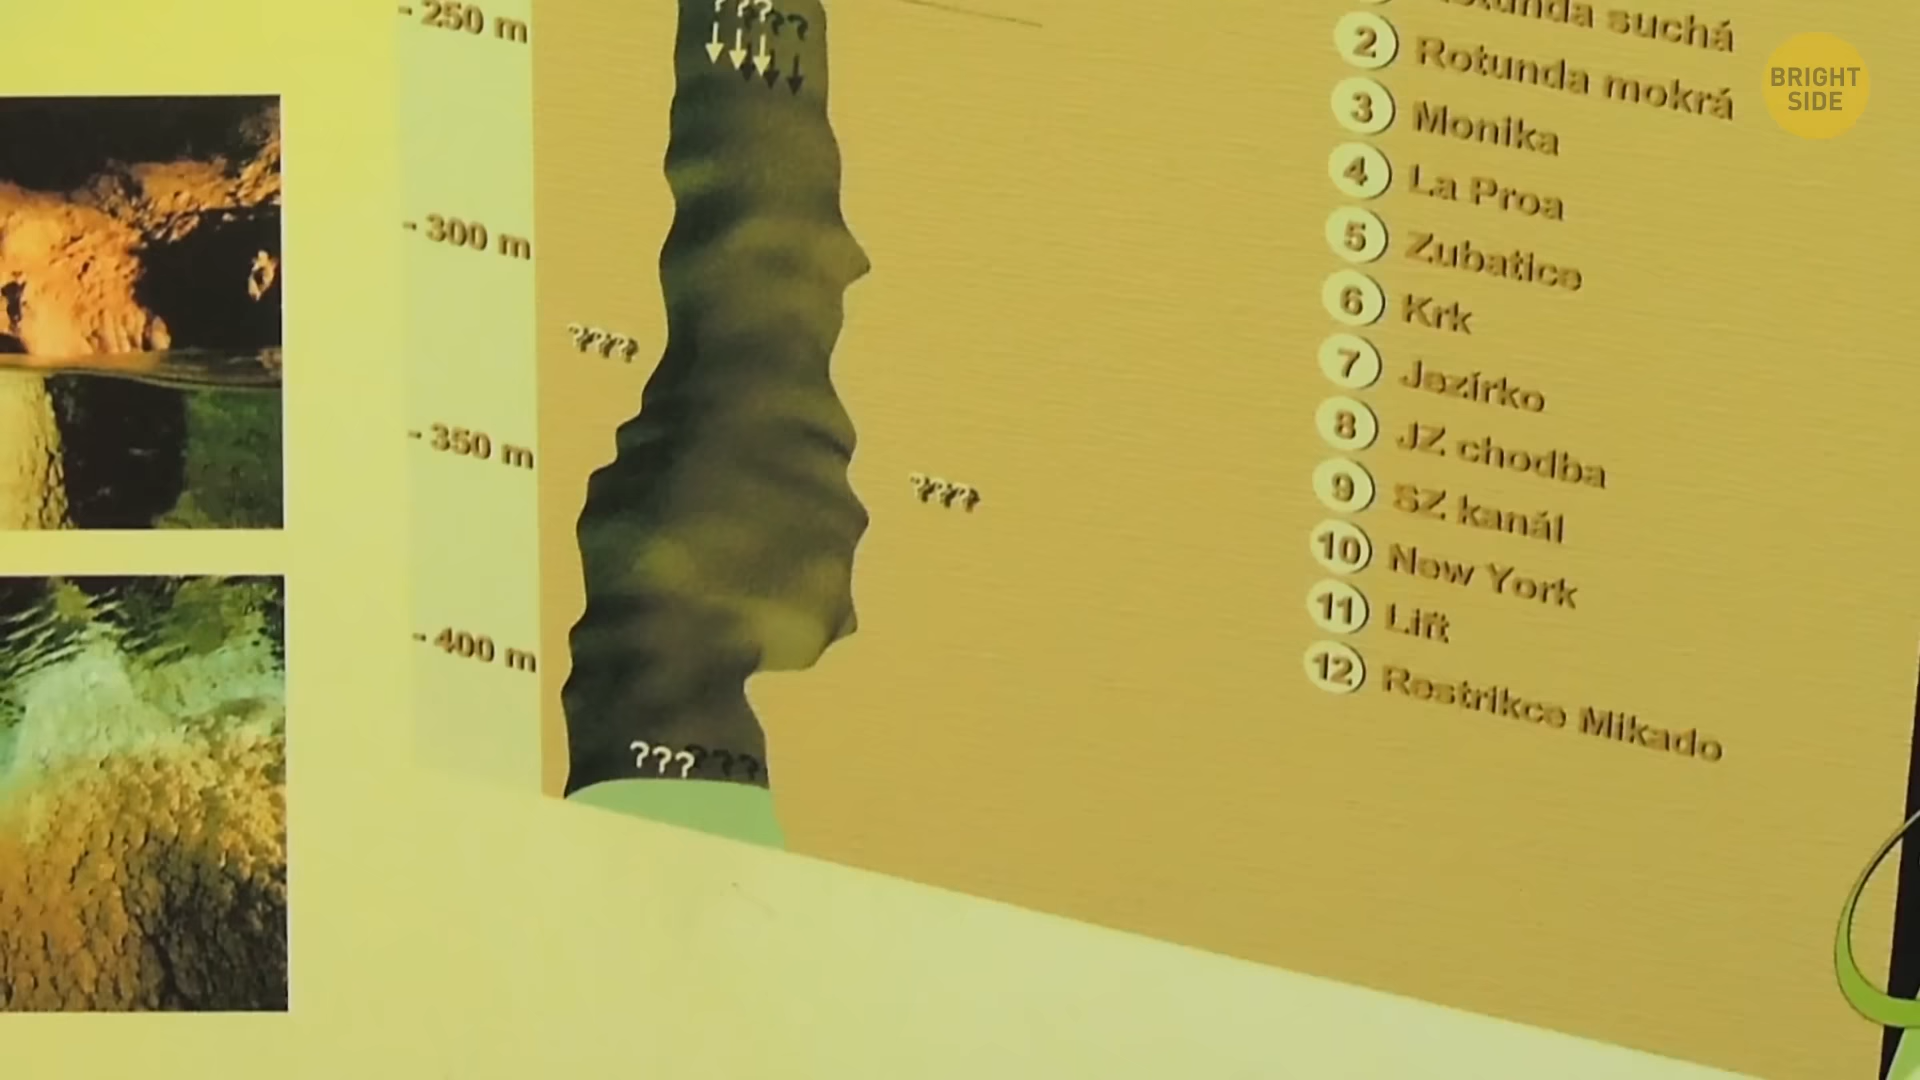 - 250 m
- 300 m
- 350 m
- 400 m
???
???
???
???
suchá
2 Rotunda mokrá
3 Monika
4 La Proa
5 Zubatice
6 Krk
7 Jezírko
8 JZ chodba
9 SZ kanál
10 New York
11 Lift
12 Restrikce Mikado
BRIGHT
SIDE